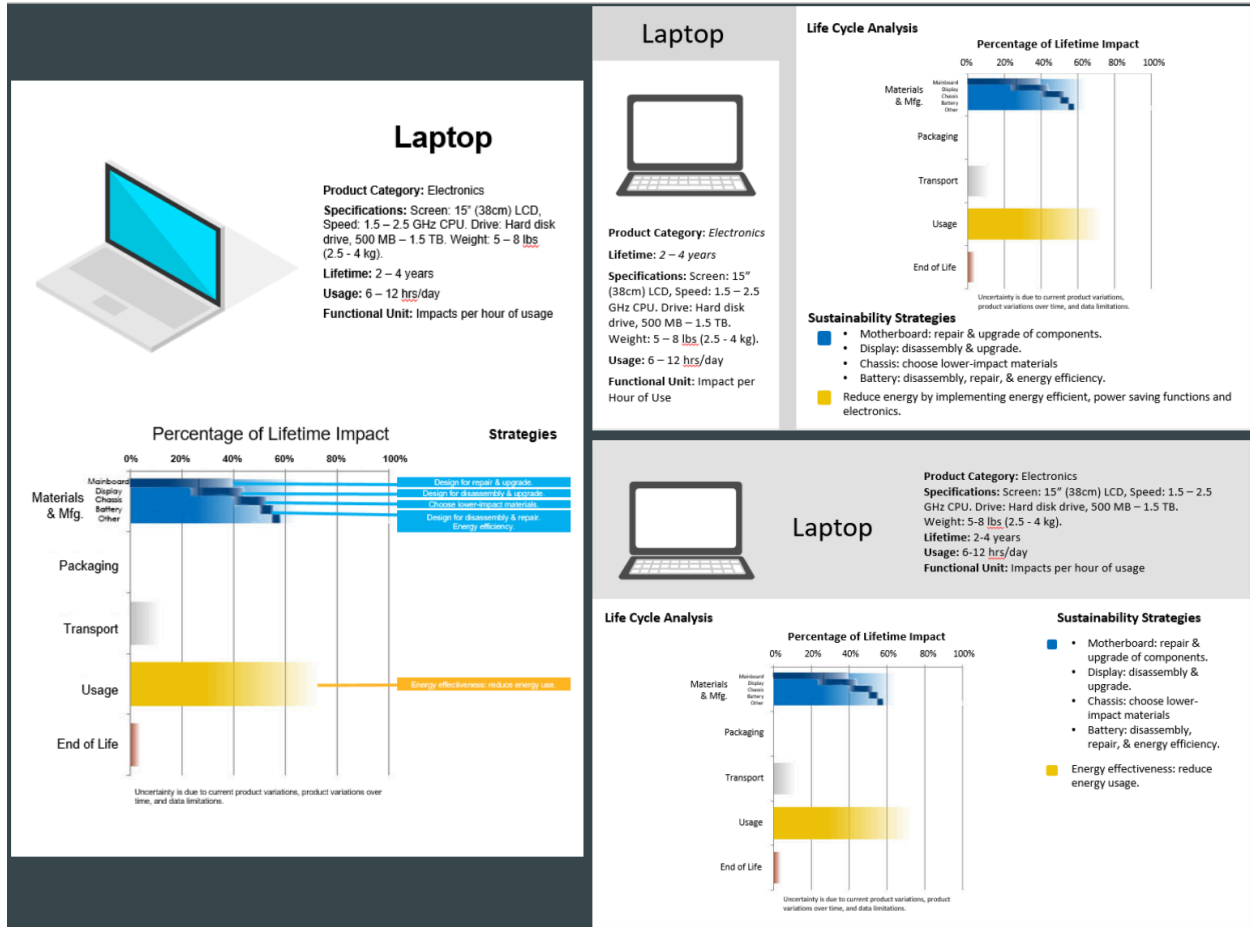 Laptop
Product Category: Electronics
Specifications: Screen: 15" (38cm) LCD,
Speed: 1.5 – 2.5 GHz CPU. Drive: Hard disk
drive, 500 MB – 1.5 TB. Weight: 5 – 8 lbs
(2.5 - 4 kg).
Lifetime: 2 – 4 years
Usage: 6 – 12 hrs/day
Functional Unit: Impacts per hour of usage
Percentage of Lifetime Impact
Strategies
0% 20% 40% 60% 80% 100%
Materials & Mfg.
Mainboard
Display
Chassis
Battery
Other
Design for repair & upgrade.
Design for disassembly & upgrade.
Choose lower-impact materials.
Design for disassembly & repair.
Energy efficiency.
Packaging
Transport
Usage
Energy effectiveness: reduce energy use.
End of Life
Uncertainty is due to current product variations, product variations over
time, and data limitations.
Laptop
Product Category: Electronics
Lifetime: 2 – 4 years
Specifications: Screen: 15"
(38cm) LCD, Speed: 1.5 – 2.5
GHz CPU. Drive: Hard disk
drive, 500 MB – 1.5 TB.
Weight: 5 – 8 lbs (2.5 - 4 kg).
Usage: 6 – 12 hrs/day
Functional Unit: Impact per
Hour of Use
Life Cycle Analysis
Percentage of Lifetime Impact
0% 20% 40% 60% 80% 100%
Materials
& Mfg.
Mainboard
Display
Chassis
Battery
Other
Packaging
Transport
Usage
End of Life
Uncertainty is due to current product variations,
product variations over time, and data limitations.
Sustainability Strategies
• Motherboard: repair & upgrade of components.
• Display: disassembly & upgrade.
• Chassis: choose lower-impact materials
• Battery: disassembly, repair, & energy efficiency.
Reduce energy by implementing energy efficient, power saving functions and
electronics.
Laptop
Product Category: Electronics
Specifications: Screen: 15" (38cm) LCD, Speed: 1.5 – 2.5
GHz CPU. Drive: Hard disk drive, 500 MB – 1.5 TB.
Weight: 5-8 lbs (2.5 - 4 kg).
Lifetime: 2-4 years
Usage: 6-12 hrs/day
Functional Unit: Impacts per hour of usage
Life Cycle Analysis
Percentage of Lifetime Impact
0% 20% 40% 60% 80% 100%
Materials
& Mfg.
Mainboard
Display
Chassis
Battery
Other
Packaging
Transport
Usage
End of Life
Uncertainty is due to current product variations, product
variations over time, and data limitations.
Sustainability Strategies
• Motherboard: repair &
upgrade of components.
• Display: disassembly &
upgrade.
• Chassis: choose lower-
impact materials
• Battery: disassembly,
repair, & energy efficiency.
Energy effectiveness: reduce
energy usage.